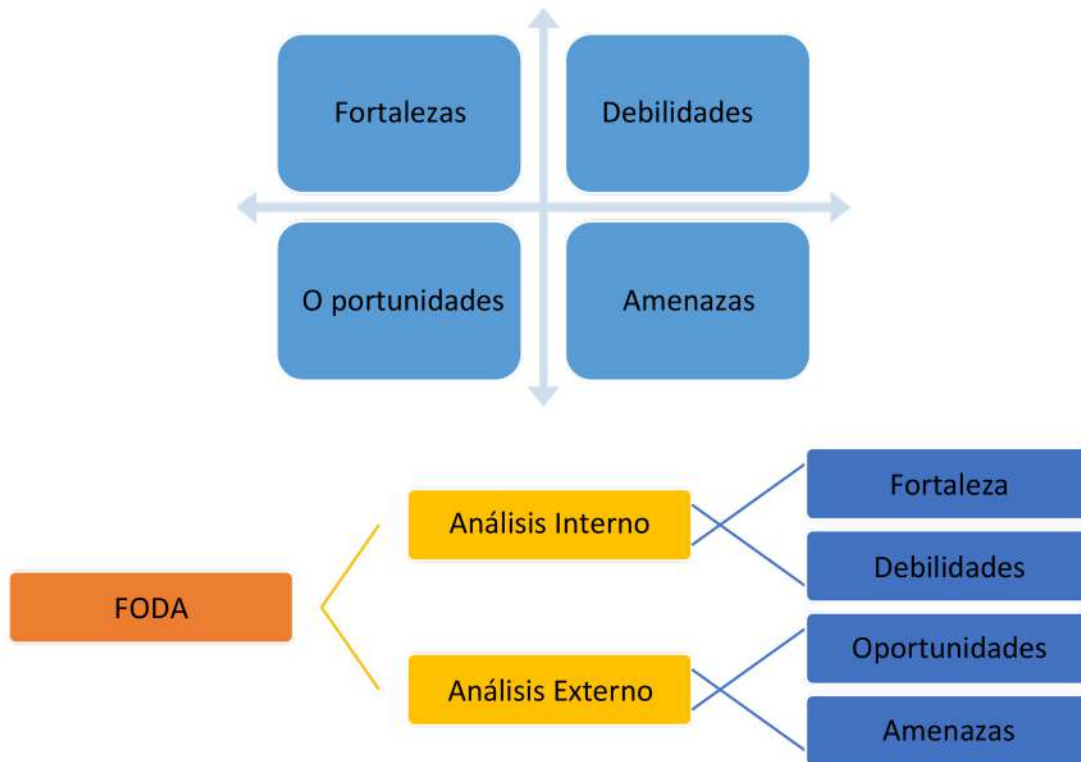 Fortalezas
Debilidades
O portunidades
Amenazas
Fortaleza
Análisis Interno
Debilidades
FODA
Oportunidades
Análisis Externo
Amenazas